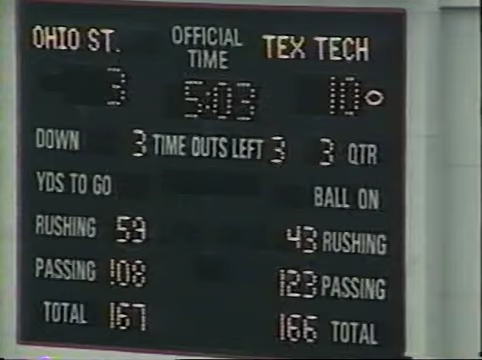 OHIO ST. OFFICIAL TIME TEX TECH
3 5:03 10
DOWN 3 TIME OUTS LEFT 3 3 QTR
YDS TO GO BALL ON
RUSHING 59 43 RUSHING
PASSING 108 123 PASSING
TOTAL 167 166 TOTAL